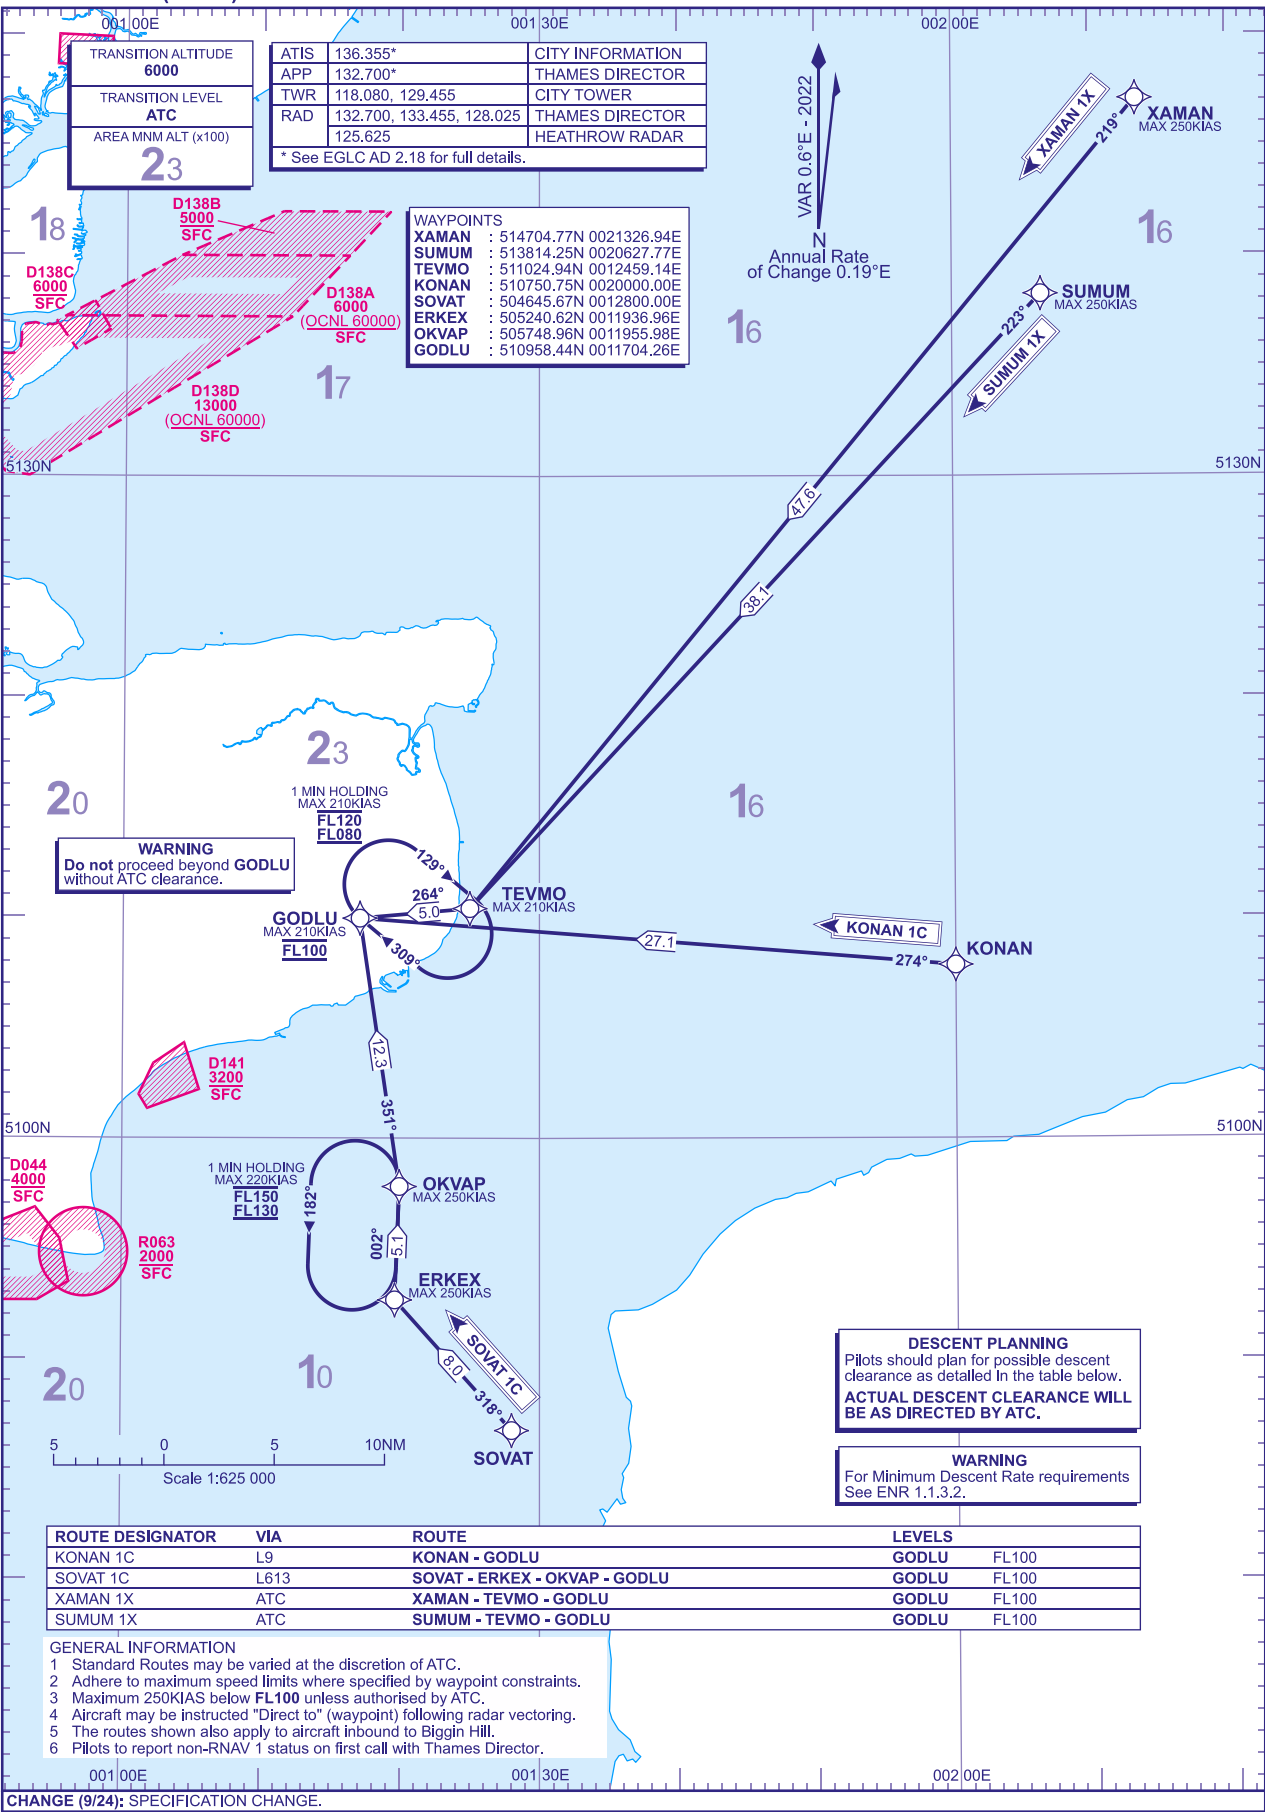 001 00E
001 30E
002 00E
TRANSITION ALTITUDE
6000
TRANSITION LEVEL
ATC
AREA MNM ALT (x100)
23
ATIS 136.355* CITY INFORMATION
APP 132.700* THAMES DIRECTOR
TWR 118.080, 129.455 CITY TOWER
RAD 132.700, 133.455, 128.025 THAMES DIRECTOR
125.625 HEATHROW RADAR
* See EGLC AD 2.18 for full details.
VAR 0.6°E - 2022
N
Annual Rate
of Change 0.19°E
XAMAN 1X
219°
XAMAN
MAX 250KIAS
18
D138B
5000
SFC
D138C
6000
SFC
D138A
6000
(OCNL 60000)
SFC
D138D
13000
(OCNL 60000)
SFC
17
WAYPOINTS
XAMAN : 514704.77N 0021326.94E
SUMUM : 513814.25N 0020627.77E
TEVMO : 511024.94N 0012459.14E
KONAN : 510750.75N 0020000.00E
SOVAT : 504645.67N 0012800.00E
ERKEX : 505240.62N 0011936.96E
OKVAP : 505748.96N 0011955.98E
GODLU : 510958.44N 0011704.26E
16
16
SUMUM
MAX 250KIAS
223°
SUMUM 1X
5130N
5130N
47.6
38.1
23
20
16
1 MIN HOLDING
MAX 210KIAS
FL120
FL080
WARNING
Do not proceed beyond GODLU
without ATC clearance.
129°
264°
5.0
TEVMO
MAX 210KIAS
GODLU
MAX 210KIAS
FL100
309°
27.1
KONAN 1C
274°
KONAN
12.3
351°
D141
3200
SFC
5100N
5100N
D044
4000
SFC
1 MIN HOLDING
MAX 220KIAS
FL150
FL130
182°
OKVAP
MAX 250KIAS
002°
5.1
R063
2000
SFC
ERKEX
MAX 250KIAS
SOVAT 1C
8.0
318°
SOVAT
20
10
5 0 5 10NM
Scale 1:625 000
DESCENT PLANNING
Pilots should plan for possible descent
clearance as detailed in the table below.
ACTUAL DESCENT CLEARANCE WILL
BE AS DIRECTED BY ATC.
WARNING
For Minimum Descent Rate requirements
See ENR 1.1.3.2.
ROUTE DESIGNATOR VIA ROUTE LEVELS
KONAN 1C L9 KONAN - GODLU GODLU FL100
SOVAT 1C L613 SOVAT - ERKEX - OKVAP - GODLU GODLU FL100
XAMAN 1X ATC XAMAN - TEVMO - GODLU GODLU FL100
SUMUM 1X ATC SUMUM - TEVMO - GODLU GODLU FL100
GENERAL INFORMATION
1 Standard Routes may be varied at the discretion of ATC.
2 Adhere to maximum speed limits where specified by waypoint constraints.
3 Maximum 250KIAS below FL100 unless authorised by ATC.
4 Aircraft may be instructed "Direct to" (waypoint) following radar vectoring.
5 The routes shown also apply to aircraft inbound to Biggin Hill.
6 Pilots to report non-RNAV 1 status on first call with Thames Director.
001 00E
001 30E
002 00E
CHANGE (9/24): SPECIFICATION CHANGE.